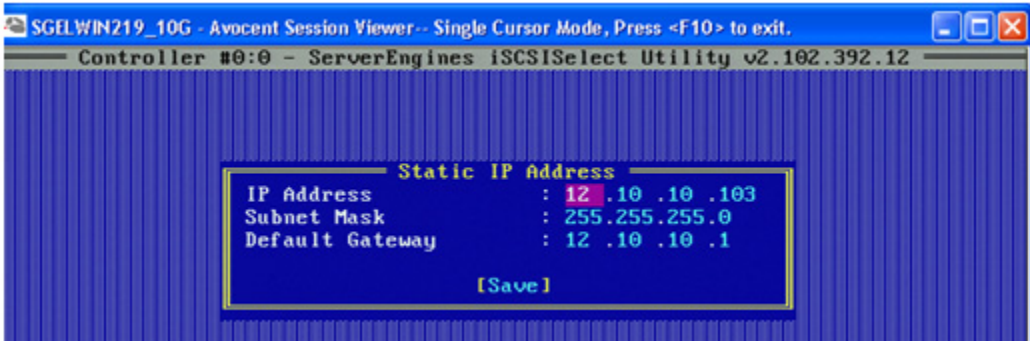 SGELWIN219_10G - Avocent Session Viewer-- Single Cursor Mode, Press <F10> to exit.
Controller #0:0 - ServerEngines iSCSISelect Utility v2.102.392.12
Static IP Address
IP Address : 12 .10 .10 .103
Subnet Mask : 255.255.255.0
Default Gateway : 12 .10 .10 .1
[Save]